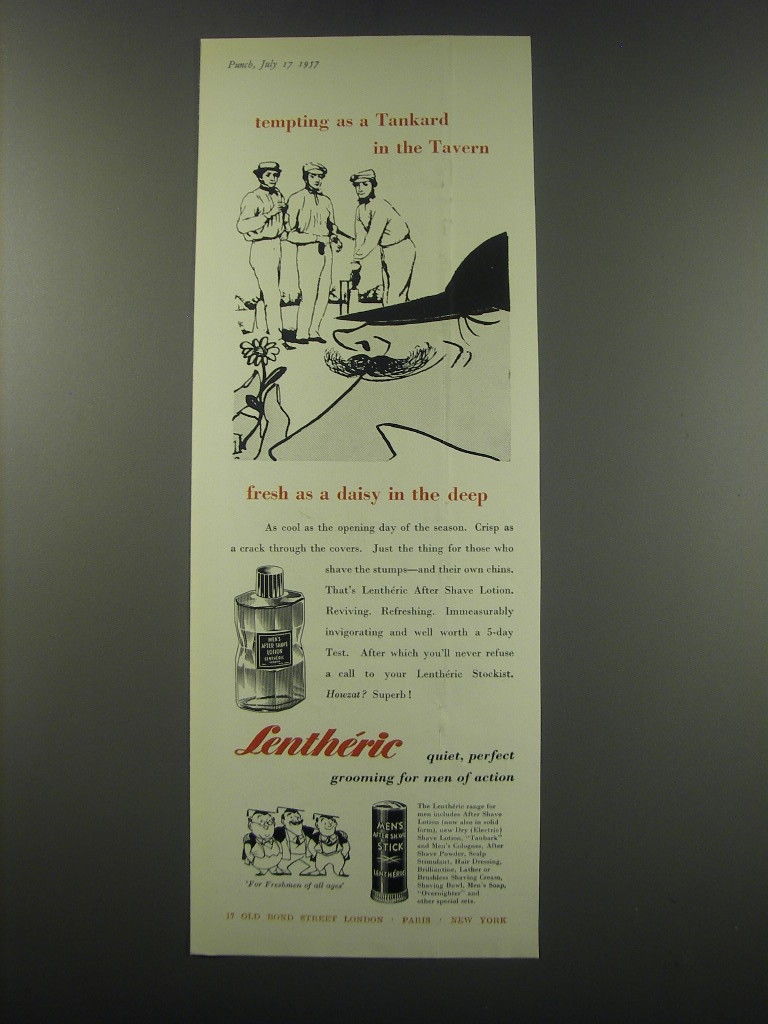 Punch, July 17 1957
tempting as a Tankard
in the Tavern
fresh as a daisy in the deep
As cool as the opening day of the season. Crisp as
a crack through the covers. Just the thing for those who
shave the stumps—and their own chins.
That's Lenthéric After Shave Lotion.
Reviving. Refreshing. Immeasurably
invigorating and well worth a 5-day
Test. After which you'll never refuse
a call to your Lenthéric Stockist.
Howzat? Superb!
MEN'S
AFTER SHAVE
LOTION
LENTHÉRIC
Lenthéric
quiet, perfect
grooming for men of action
"For Freshmen of all ages"
MEN'S
AFTER SHAVE
STICK
LENTHÉRIC
The Lenthéric range for
men includes After Shave
Lotion (now also in solid
form), new Dry (Electric)
Shave Lotion, "Tanbark"
and Men's Colognes, After
Shave Powder, Scalp
Stimulant, Hair Dressing,
Brilliantine, Lather or
Brushless Shaving Cream,
Shaving Bowl, Men's Soap,
"Overnighter" and
other special sets.
17 OLD BOND STREET LONDON / PARIS / NEW YORK